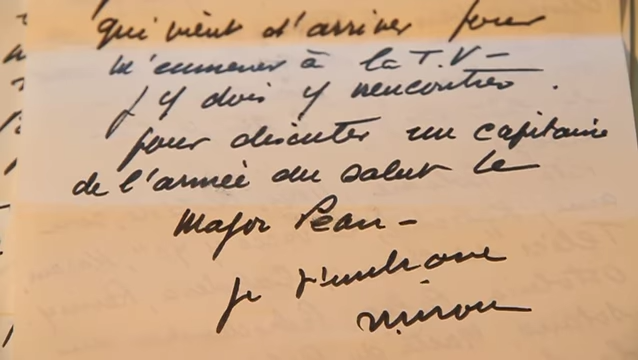 qui vient d'arriver pour
m'emmener à la T.V -
J'y dois y rencontrer .
pour discuter un capitaine
de l'armée du salut le
Major Péan -
je t'embrasse